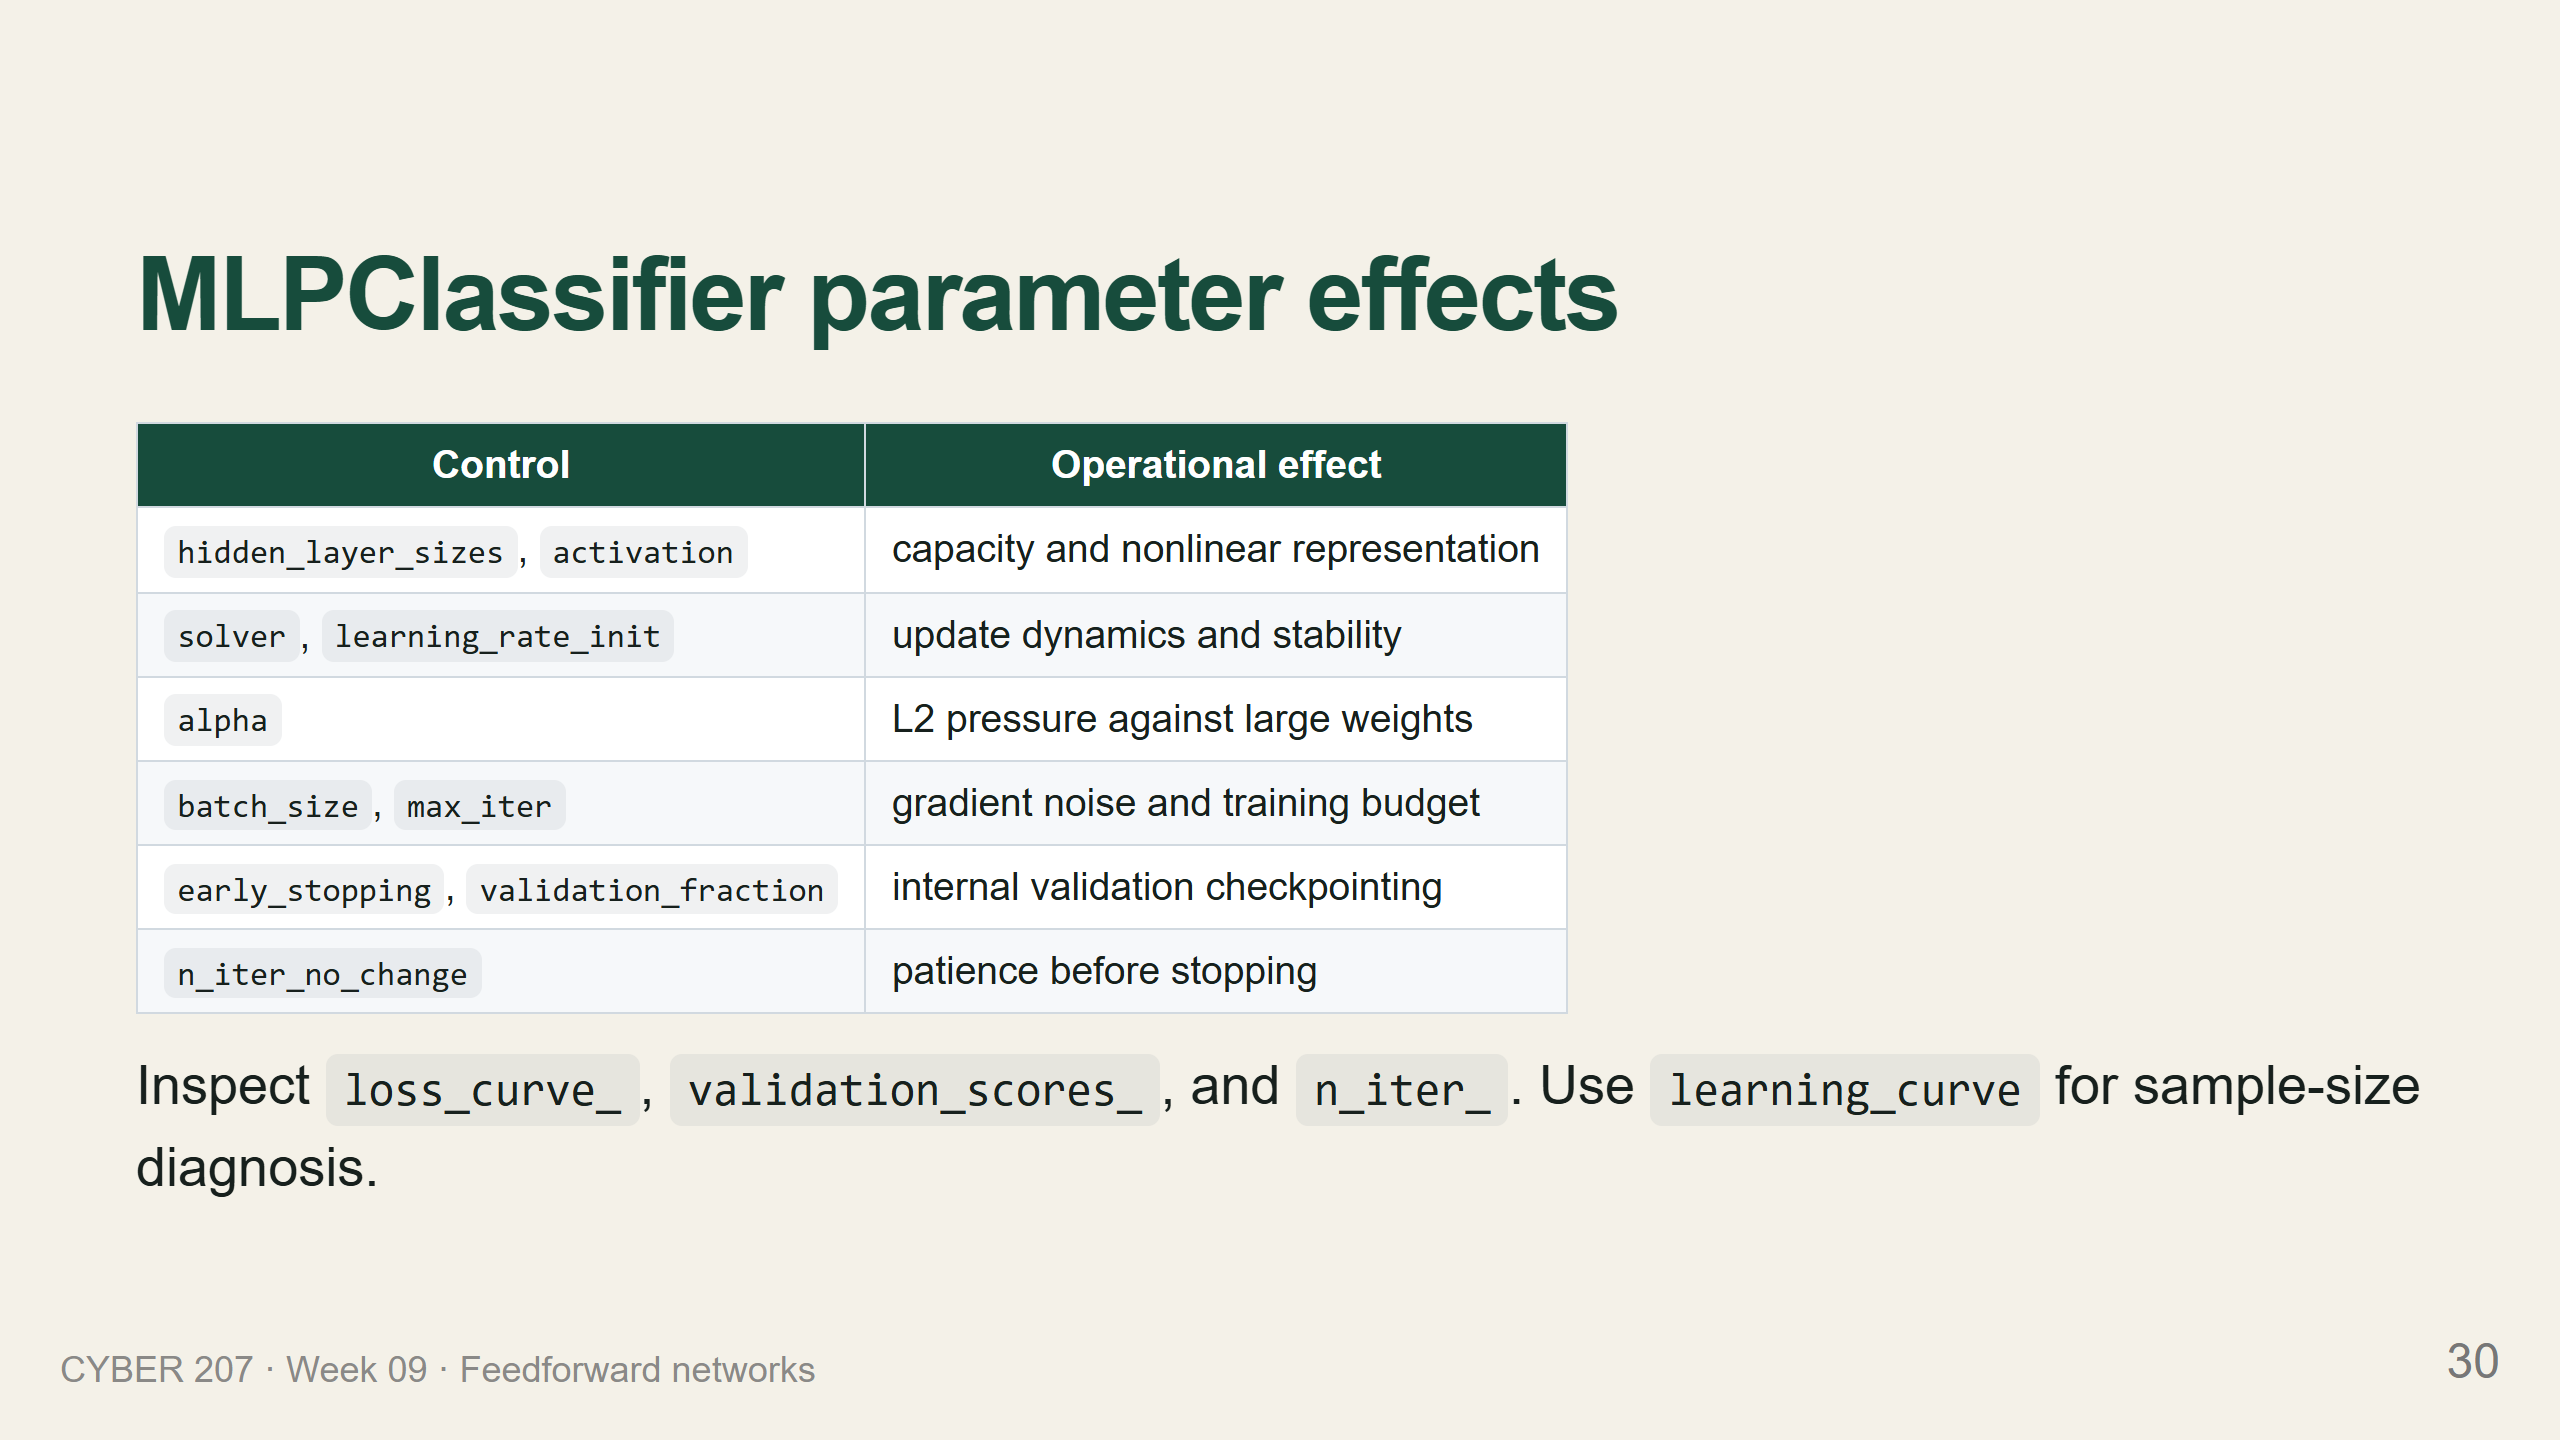 MLPClassifier parameter effects
Control Operational effect
hidden_layer_sizes, activation capacity and nonlinear representation
solver, learning_rate_init update dynamics and stability
alpha L2 pressure against large weights
batch_size, max_iter gradient noise and training budget
early_stopping, validation_fraction internal validation checkpointing
n_iter_no_change patience before stopping
Inspect loss_curve_, validation_scores_, and n_iter_. Use learning_curve for sample-size
diagnosis.
CYBER 207 · Week 09 · Feedforward networks 30